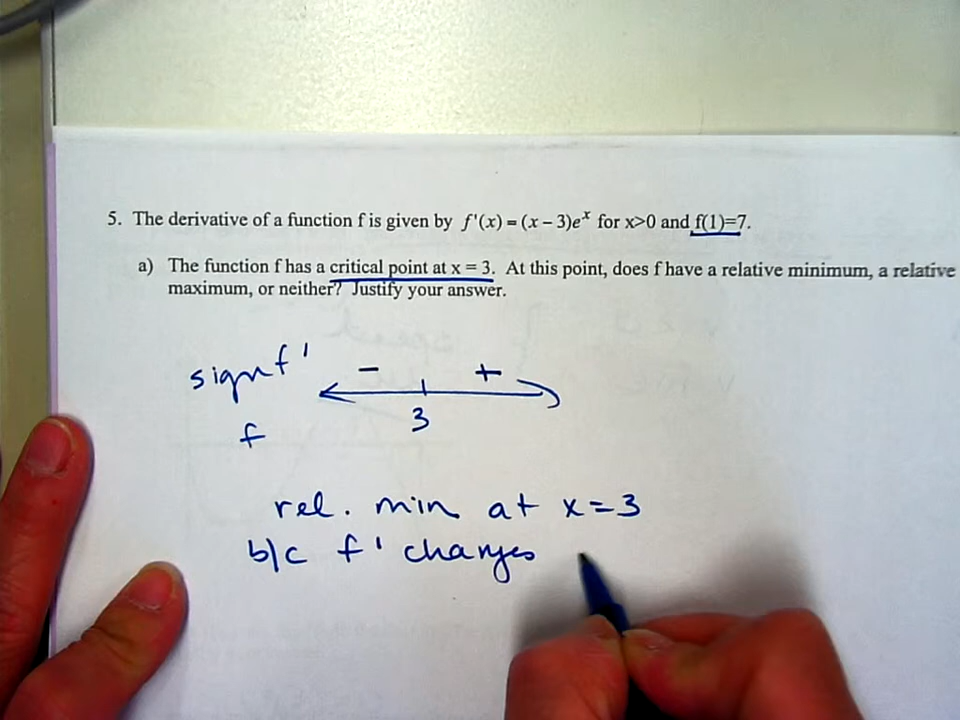 5. The derivative of a function f is given by f'(x) = (x – 3)eˣ for x>0 and f(1)=7.
a) The function f has a critical point at x = 3. At this point, does f have a relative minimum, a relative
maximum, or neither? Justify your answer.
sign f'
− +
3
f
rel. min at x=3
b/c f' changes